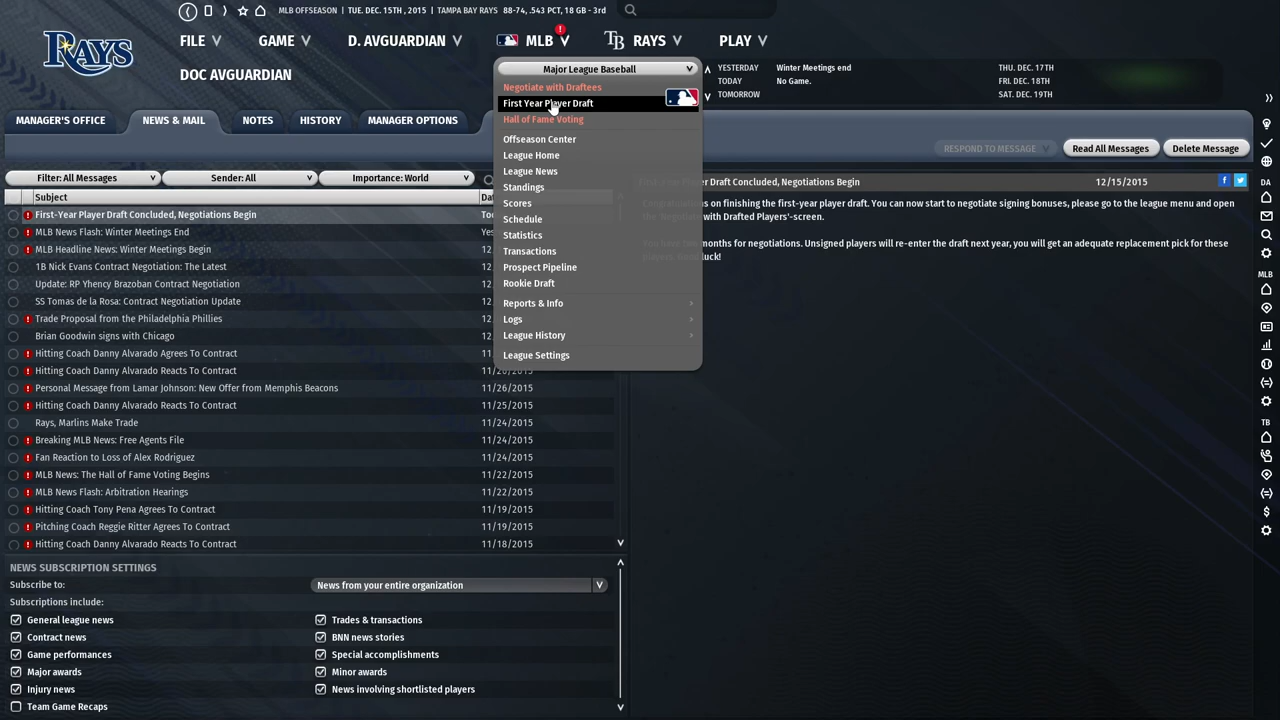 MLB OFFSEASON | TUE. DEC. 15TH , 2015 | TAMPA BAY RAYS 88-74, .543 PCT, 18 GB - 3rd
RAYS
FILE
GAME
D. AVGUARDIAN
MLB
TB RAYS
PLAY
DOC AVGUARDIAN
YESTERDAY Winter Meetings end THU. DEC. 17TH
TODAY No Game. FRI. DEC. 18TH
TOMORROW SAT. DEC. 19TH
MANAGER'S OFFICE
NEWS & MAIL
NOTES
HISTORY
MANAGER OPTIONS
RESPOND TO MESSAGE
Read All Messages
Delete Message
Major League Baseball
Negotiate with Draftees
First Year Player Draft
Hall of Fame Voting
Offseason Center
League Home
League News
Standings
Scores
Schedule
Statistics
Transactions
Prospect Pipeline
Rookie Draft
Reports & Info
Logs
League History
League Settings
Filter: All Messages
Sender: All
Importance: World
Subject
First-Year Player Draft Concluded, Negotiations Begin
MLB News Flash: Winter Meetings End
MLB Headline News: Winter Meetings Begin
1B Nick Evans Contract Negotiation: The Latest
Update: RP Yhency Brazoban Contract Negotiation
SS Tomas de la Rosa: Contract Negotiation Update
Trade Proposal from the Philadelphia Phillies
Brian Goodwin signs with Chicago
Hitting Coach Danny Alvarado Agrees To Contract
Hitting Coach Danny Alvarado Reacts To Contract
Personal Message from Lamar Johnson: New Offer from Memphis Beacons 11/26/2015
Hitting Coach Danny Alvarado Reacts To Contract 11/25/2015
Rays, Marlins Make Trade 11/24/2015
Breaking MLB News: Free Agents File 11/24/2015
Fan Reaction to Loss of Alex Rodriguez 11/24/2015
MLB News: The Hall of Fame Voting Begins 11/22/2015
MLB News Flash: Arbitration Hearings 11/22/2015
Hitting Coach Tony Pena Agrees To Contract 11/19/2015
Pitching Coach Reggie Ritter Agrees To Contract 11/19/2015
Hitting Coach Danny Alvarado Reacts To Contract 11/18/2015
First-Year Player Draft Concluded, Negotiations Begin 12/15/2015
Congratulations on finishing the first-year player draft. You can now start to negotiate signing bonuses, please go to the league menu and open
the 'Negotiate with Drafted Players'-screen.
You have two months for negotiations. Unsigned players will re-enter the draft next year, you will get an adequate replacement pick for these
players. Good luck!
NEWS SUBSCRIPTION SETTINGS
Subscribe to: News from your entire organization
Subscriptions include:
General league news
Trades & transactions
Contract news
BNN news stories
Game performances
Special accomplishments
Major awards
Minor awards
Injury news
News involving shortlisted players
Team Game Recaps
DA
MLB
TB